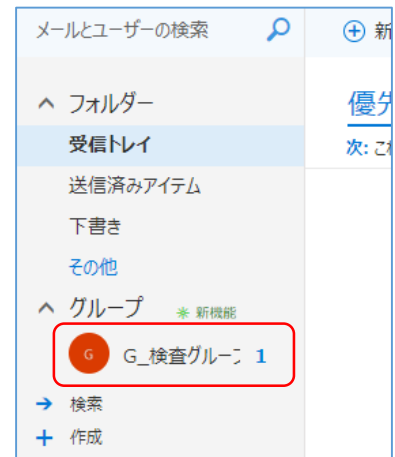 メールとユーザーの検索
新
フォルダー
優先
受信トレイ
次: これ
送信済みアイテム
下書き
その他
グループ
新機能
G
G_検査グルー
1
検索
作成